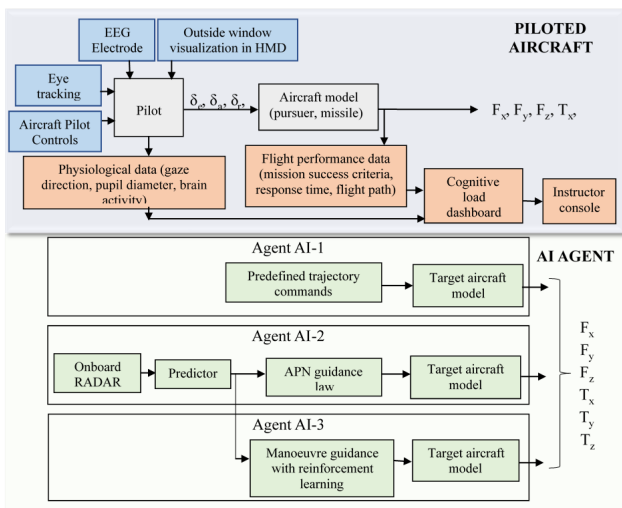 PILOTED
AIRCRAFT
EEG
Electrode
Outside window
visualization in HMD
Eye
tracking
Aircraft Pilot
Controls
Pilot
δe, δa, δr,
Aircraft model
(pursuer, missile)
Fx, Fy, Fz, Tx,
Physiological data (gaze
direction, pupil diameter, brain
activity)
Flight performance data
(mission success criteria,
response time, flight path)
Cognitive
load
dashboard
Instructor
console
AI AGENT
Agent AI-1
Predefined trajectory
commands
Target aircraft
model
Agent AI-2
Onboard
RADAR
Predictor
APN guidance
law
Target aircraft
model
Agent AI-3
Manoeuvre guidance
with reinforcement
learning
Target aircraft
model
Fx
Fy
Fz
Tx
Ty
Tz